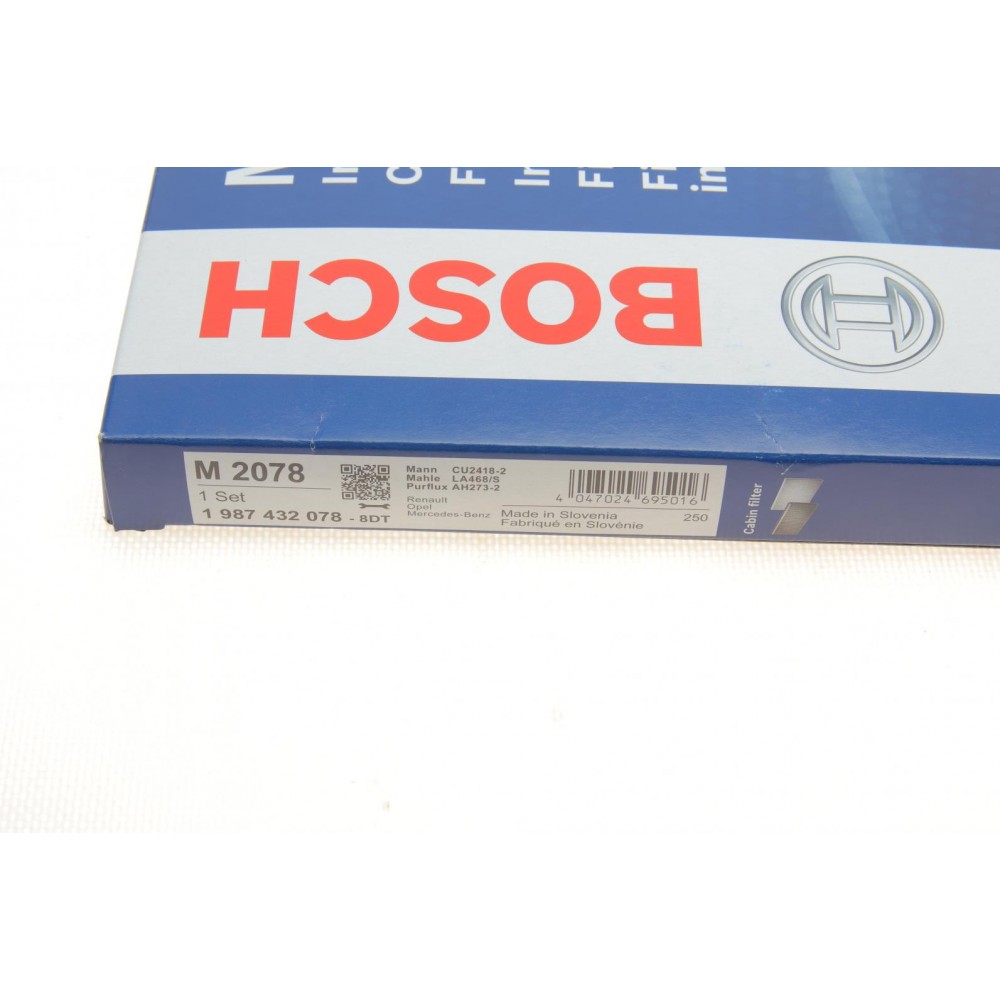 BOSCH
M 2078
1 Set
1 987 432 078 - 8DT
Mann CU2418-2
Mahle LA468/S
Purflux AH273-2
Renault
Opel
Mercedes-Benz
4 047024 695016
Made in Slovenia
Fabriqué en Slovénie
250
Cabin filter